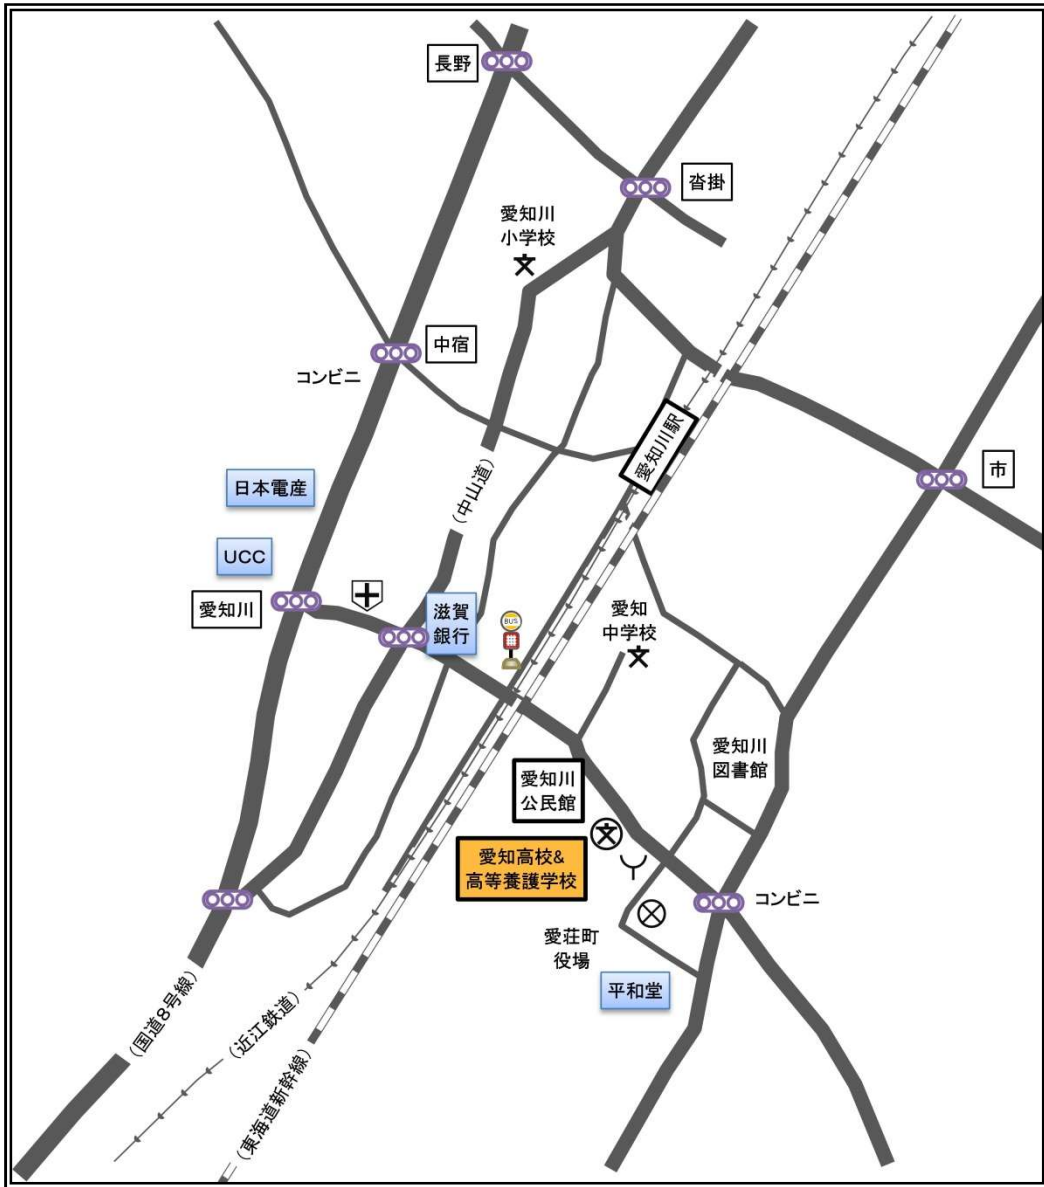 長野
沓掛
愛知川
小学校
中宿
コンビニ
愛知川駅
市
日本電産
(中山道)
UCC
愛知川
滋賀
銀行
BUS
愛知
中学校
愛知川
図書館
愛知川
公民館
愛知高校&
高等養護学校
コンビニ
愛荘町
役場
平和堂
(国道8号線)
(近江鉄道)
(東海道新幹線)